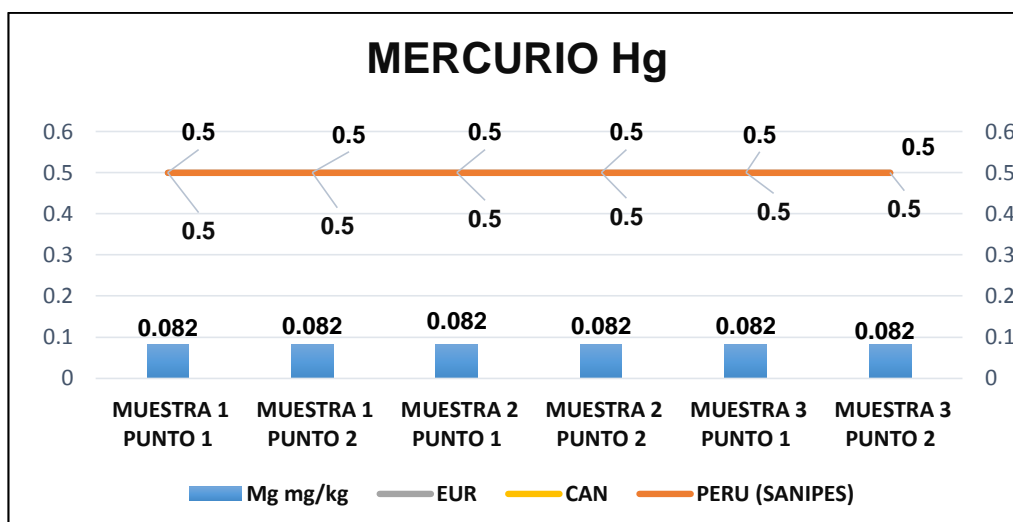 MERCURIO Hg
0.5 0.5 0.5 0.5 0.5 0.5
0.6 0.6
0.5 0.5
0.4 0.4
0.5 0.5 0.5 0.5 0.5 0.5
0.3 0.3
0.2 0.2
0.082 0.082 0.082 0.082 0.082 0.082
0.1 0.1
0 0
MUESTRA 1 MUESTRA 1 MUESTRA 2 MUESTRA 2 MUESTRA 3 MUESTRA 3
PUNTO 1 PUNTO 2 PUNTO 1 PUNTO 2 PUNTO 1 PUNTO 2
Mg mg/kg EUR CAN PERU (SANIPES)